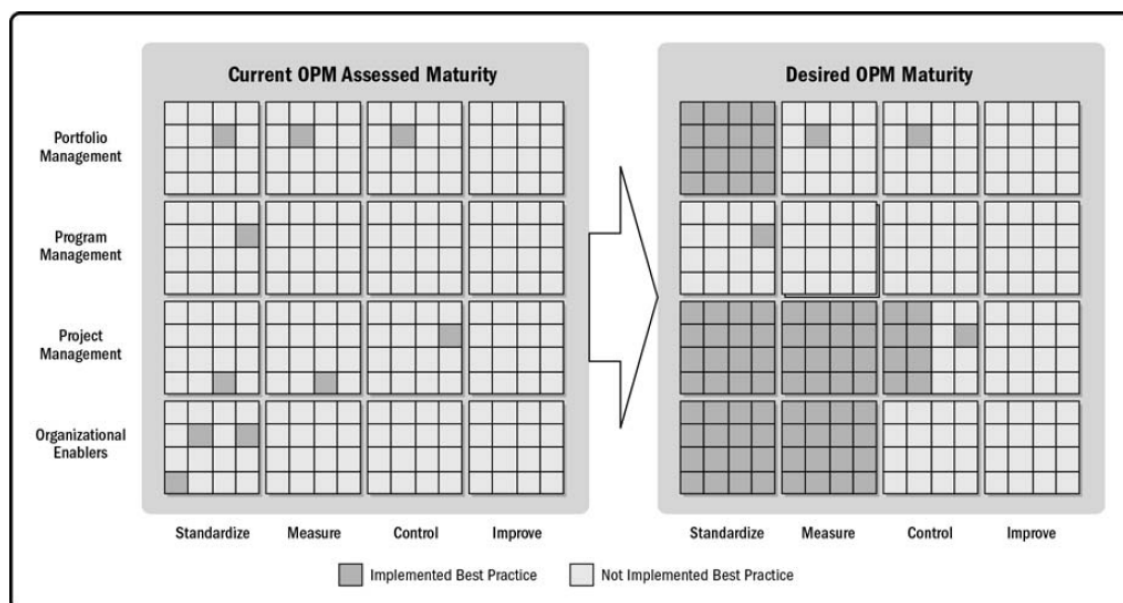 Current OPM Assessed Maturity
Desired OPM Maturity
Portfolio
Management
Program
Management
Project
Management
Organizational
Enablers
Standardize Measure Control Improve
Standardize Measure Control Improve
Implemented Best Practice Not Implemented Best Practice